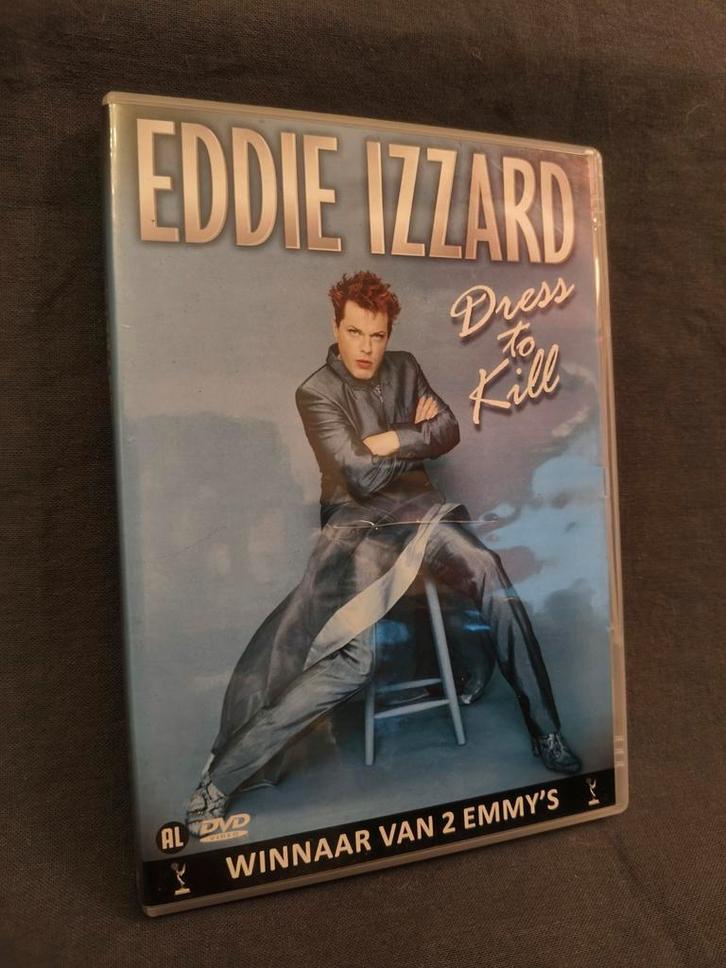 EDDIE IZZARD
Dress
to
Kill
AL
DVD
VIDEO
WINNAAR VAN 2 EMMY'S